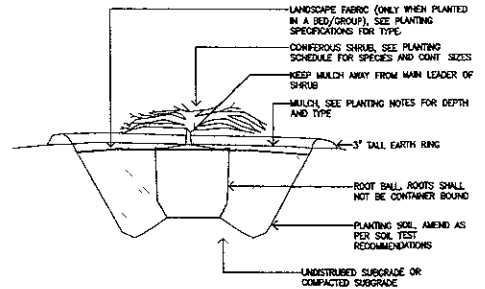 LANDSCAPE FABRIC (ONLY WHEN PLANTED
IN A BED/GROUP), SEE PLANTING
SPECIFICATIONS FOR TYPE.
CONIFEROUS SHRUB, SEE PLANTING
SCHEDULE FOR SPECIES AND CONT SIZES
KEEP MULCH AWAY FROM MAIN LEADER OF
SHRUB
MULCH, SEE PLANTING NOTES FOR DEPTH
AND TYPE
3" TALL EARTH RING
ROOT BALL, ROOTS SHALL
NOT BE CONTAINER BOUND
PLANTING SOIL, AMEND AS
PER SOIL TEST
RECOMMENDATIONS
UNDISTRUBED SUBGRADE OR
COMPACTED SUBGRADE